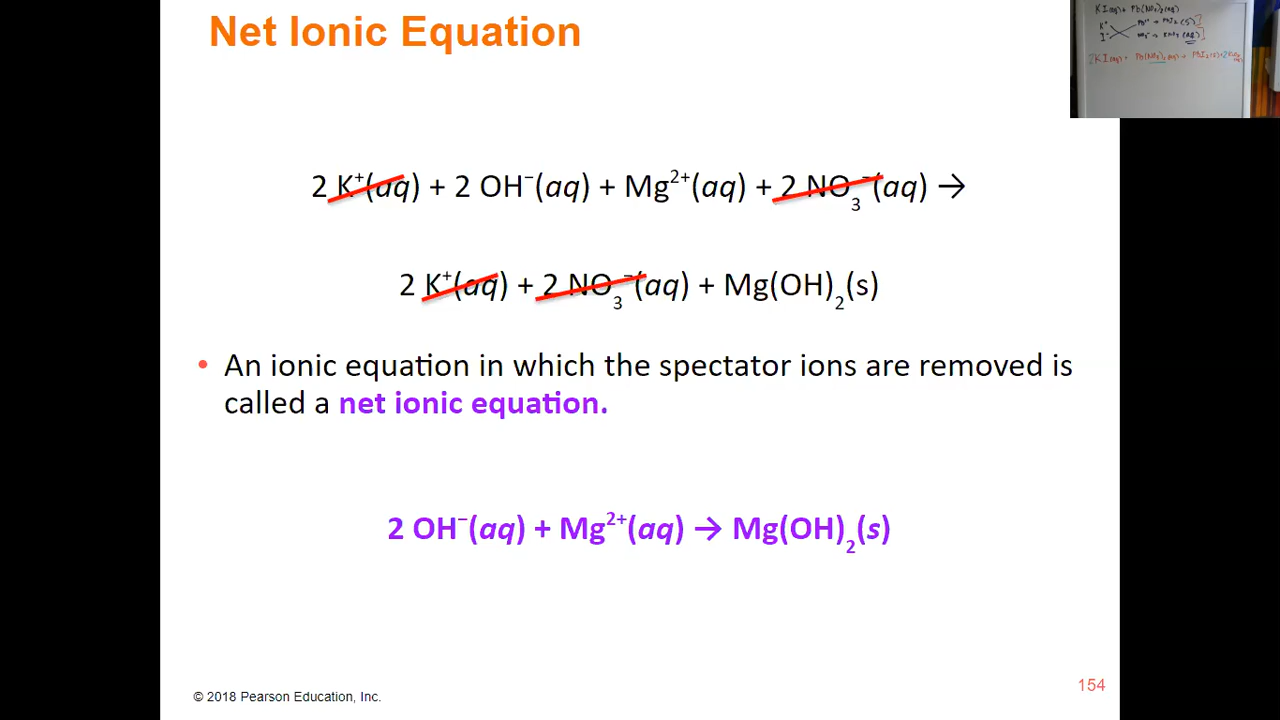 Net Ionic Equation
2 K⁺(aq) + 2 OH⁻(aq) + Mg²⁺(aq) + 2 NO₃⁻(aq) →
2 K⁺(aq) + 2 NO₃⁻(aq) + Mg(OH)₂(s)
• An ionic equation in which the spectator ions are removed is
called a net ionic equation.
2 OH⁻(aq) + Mg²⁺(aq) → Mg(OH)₂(s)
© 2018 Pearson Education, Inc.
154